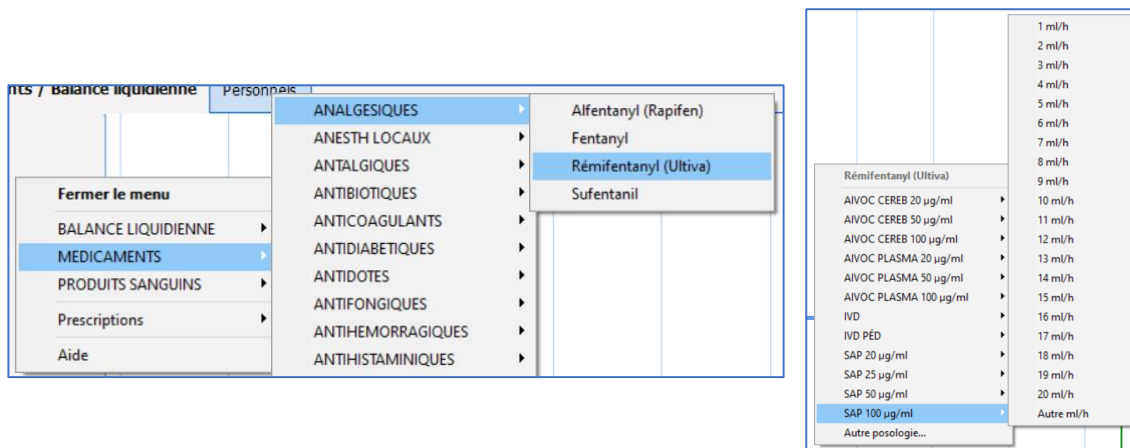 nts / Balance liquidienne
Personnels
Fermer le menu
BALANCE LIQUIDIENNE
MEDICAMENTS
PRODUITS SANGUINS
Prescriptions
Aide
ANALGESIQUES
ANESTH LOCAUX
ANTALGIQUES
ANTIBIOTIQUES
ANTICOAGULANTS
ANTIDIABETIQUES
ANTIDOTES
ANTIFONGIQUES
ANTIHEMORRAGIQUES
ANTIHISTAMINIQUES
Alfentanyl (Rapifen)
Fentanyl
Rémifentanyl (Ultiva)
Sufentanil
Rémifentanyl (Ultiva)
AIVOC CEREB 20 µg/ml
AIVOC CEREB 50 µg/ml
AIVOC CEREB 100 µg/ml
AIVOC PLASMA 20 µg/ml
AIVOC PLASMA 50 µg/ml
AIVOC PLASMA 100 µg/ml
IVD
IVD PÉD
SAP 20 µg/ml
SAP 25 µg/ml
SAP 50 µg/ml
SAP 100 µg/ml
Autre posologie...
1 ml/h
2 ml/h
3 ml/h
4 ml/h
5 ml/h
6 ml/h
7 ml/h
8 ml/h
9 ml/h
10 ml/h
11 ml/h
12 ml/h
13 ml/h
14 ml/h
15 ml/h
16 ml/h
17 ml/h
18 ml/h
19 ml/h
20 ml/h
Autre ml/h